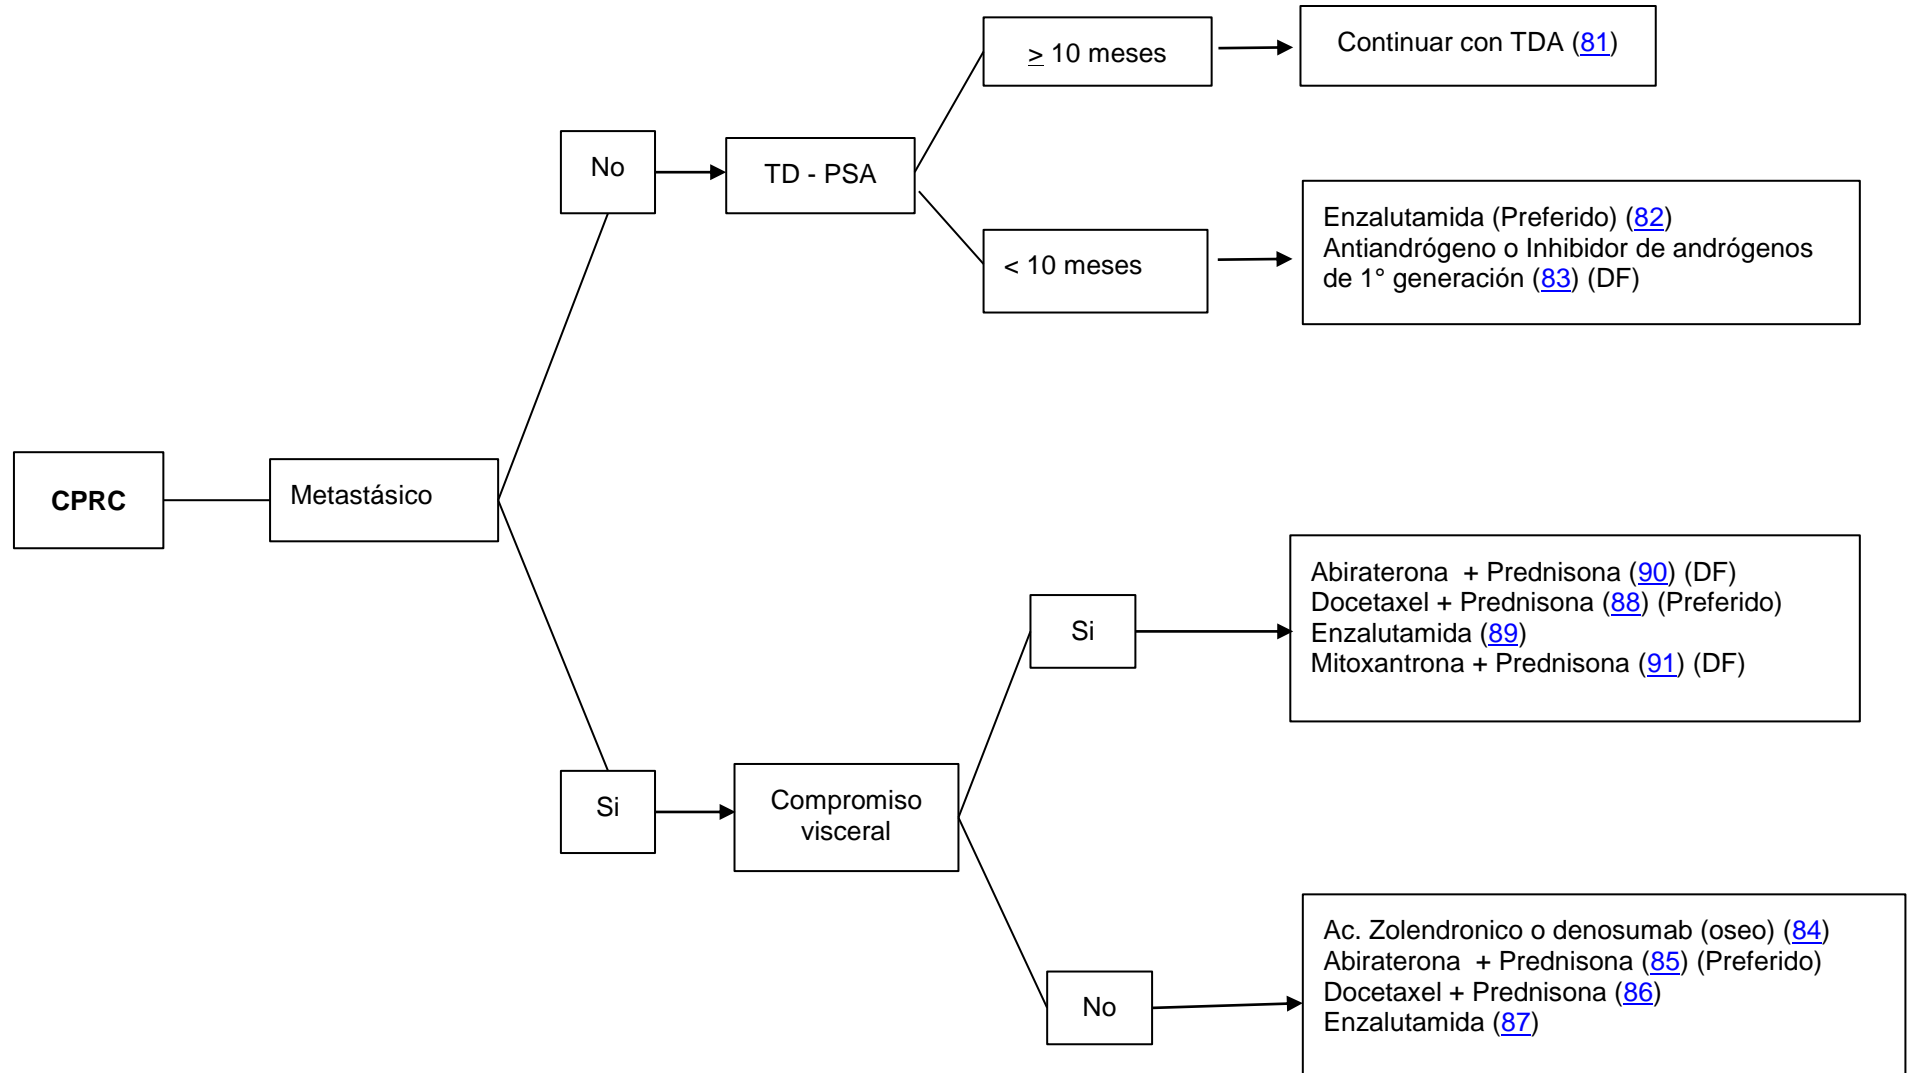 ≥ 10 meses
Continuar con TDA (81)
No
TD - PSA
Enzalutamida (Preferido) (82)
Antiandrógeno o Inhibidor de andrógenos
de 1° generación (83) (DF)
< 10 meses
CPRC
Metastásico
Abiraterona + Prednisona (90) (DF)
Docetaxel + Prednisona (88) (Preferido)
Enzalutamida (89)
Mitoxantrona + Prednisona (91) (DF)
Si
Si
Compromiso
visceral
Ac. Zolendronico o denosumab (oseo) (84)
Abiraterona + Prednisona (85) (Preferido)
Docetaxel + Prednisona (86)
Enzalutamida (87)
No